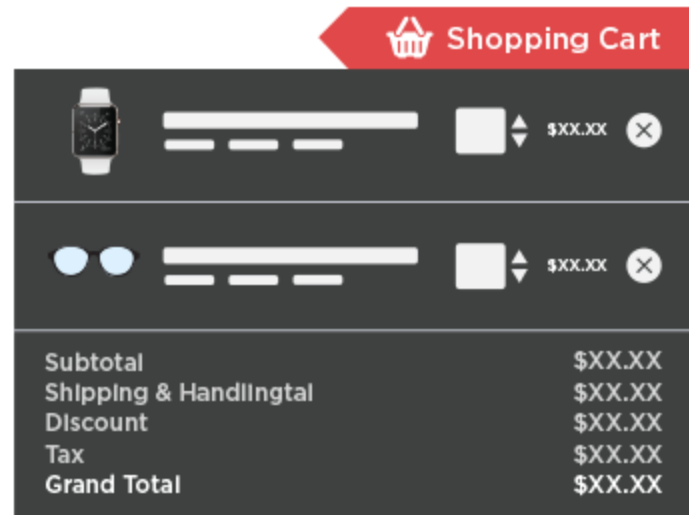 Shopping Cart
$XX.XX
$XX.XX
Subtotal $XX.XX
Shipping & Handlingtal $XX.XX
Discount $XX.XX
Tax $XX.XX
Grand Total $XX.XX